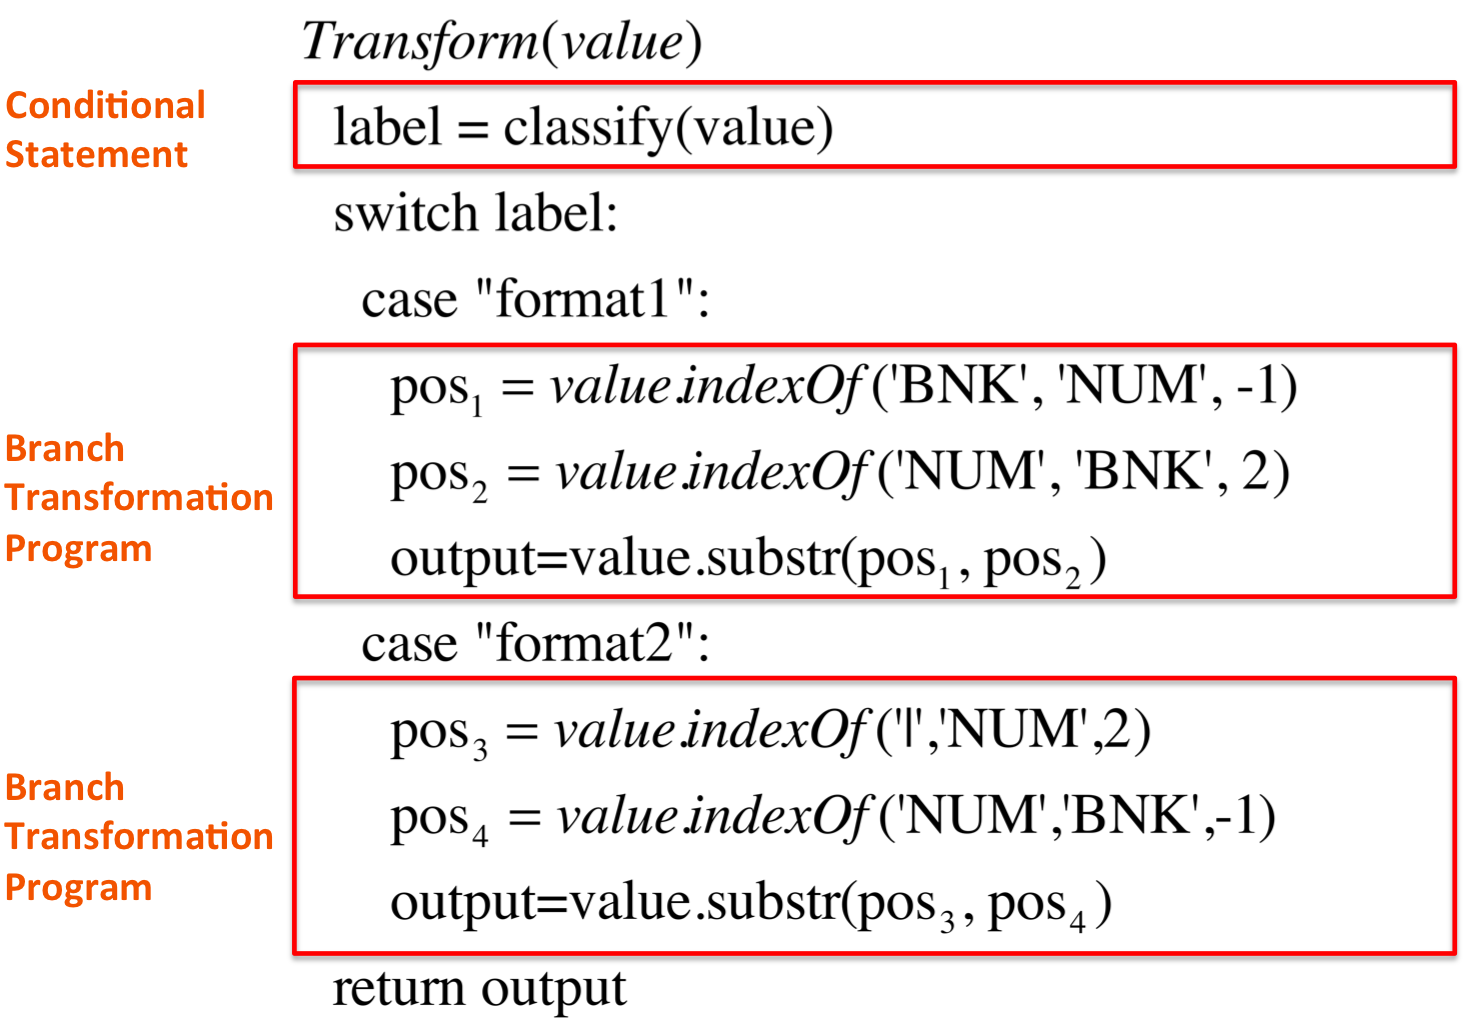 Transform(value)
Conditional
Statement
label = classify(value)
switch label:
case "format1":
Branch
Transformation
Program
pos₁ = value.indexOf('BNK', 'NUM', -1)
pos₂ = value.indexOf('NUM', 'BNK', 2)
output=value.substr(pos₁, pos₂)
case "format2":
Branch
Transformation
Program
pos₃ = value.indexOf('|','NUM',2)
pos₄ = value.indexOf('NUM','BNK',-1)
output=value.substr(pos₃, pos₄)
return output